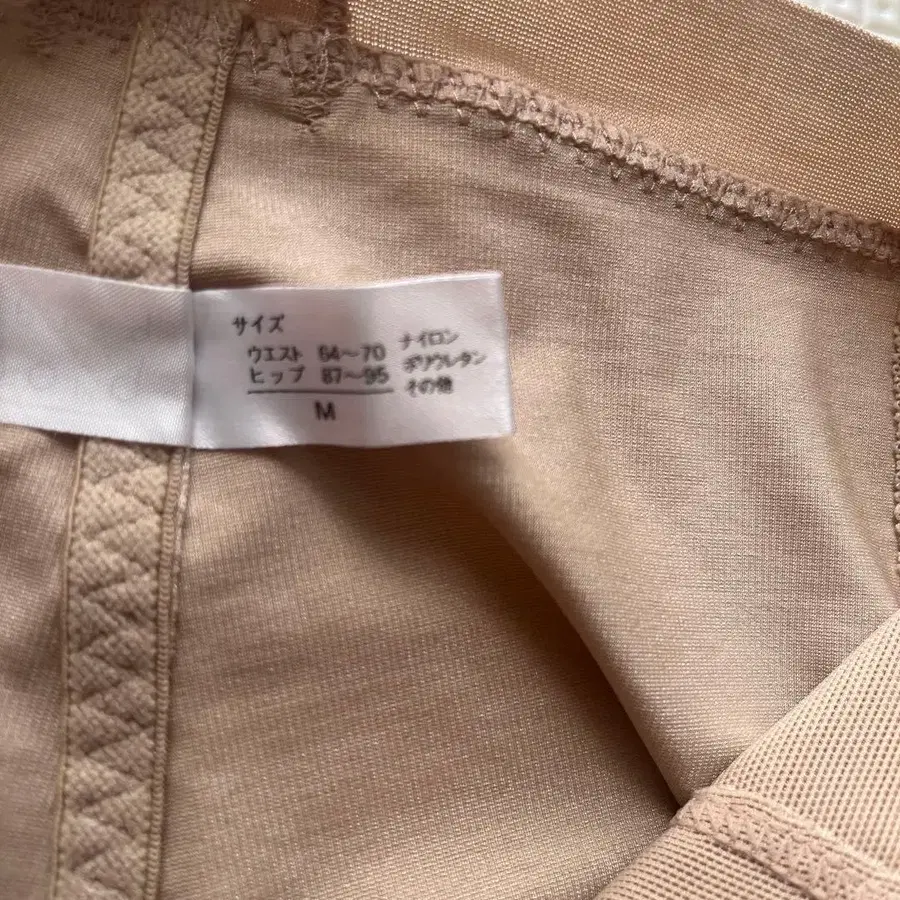 サイズ
ウエスト 64〜70
ヒップ 87〜95
M
ナイロン
ポリウレタン
その他